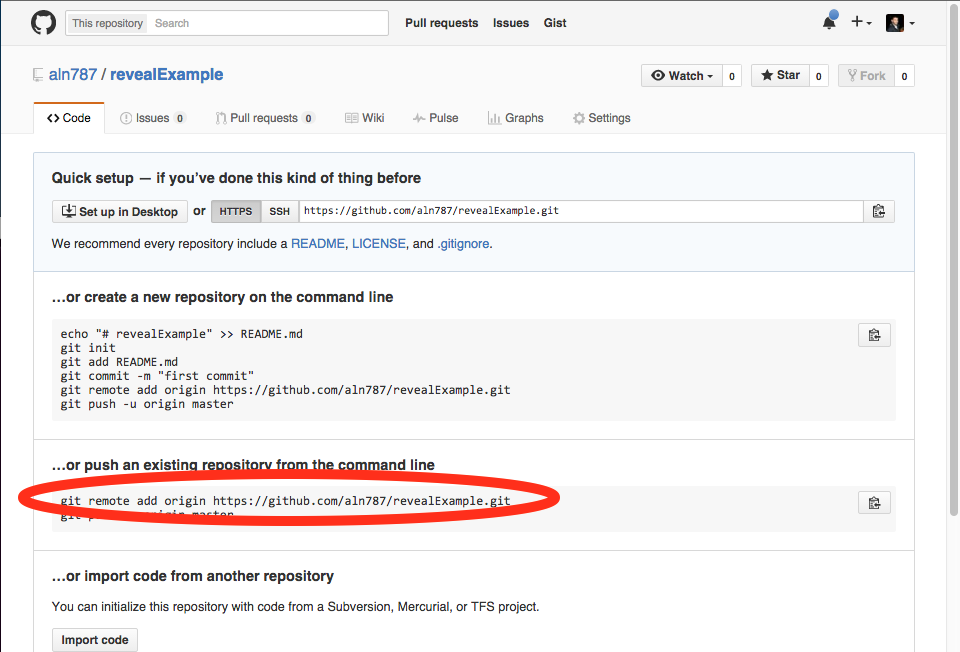 This repository Search Pull requests Issues Gist
aln787 / revealExample Watch 0 Star 0 Fork 0
Code Issues 0 Pull requests 0 Wiki Pulse Graphs Settings
Quick setup — if you’ve done this kind of thing before
Set up in Desktop or HTTPS SSH https://github.com/aln787/revealExample.git
We recommend every repository include a README, LICENSE, and .gitignore.
…or create a new repository on the command line
echo "# revealExample" >> README.md
git init
git add README.md
git commit -m "first commit"
git remote add origin https://github.com/aln787/revealExample.git
git push -u origin master
…or push an existing repository from the command line
git remote add origin https://github.com/aln787/revealExample.git
git origin master
…or import code from another repository
You can initialize this repository with code from a Subversion, Mercurial, or TFS project.
Import code